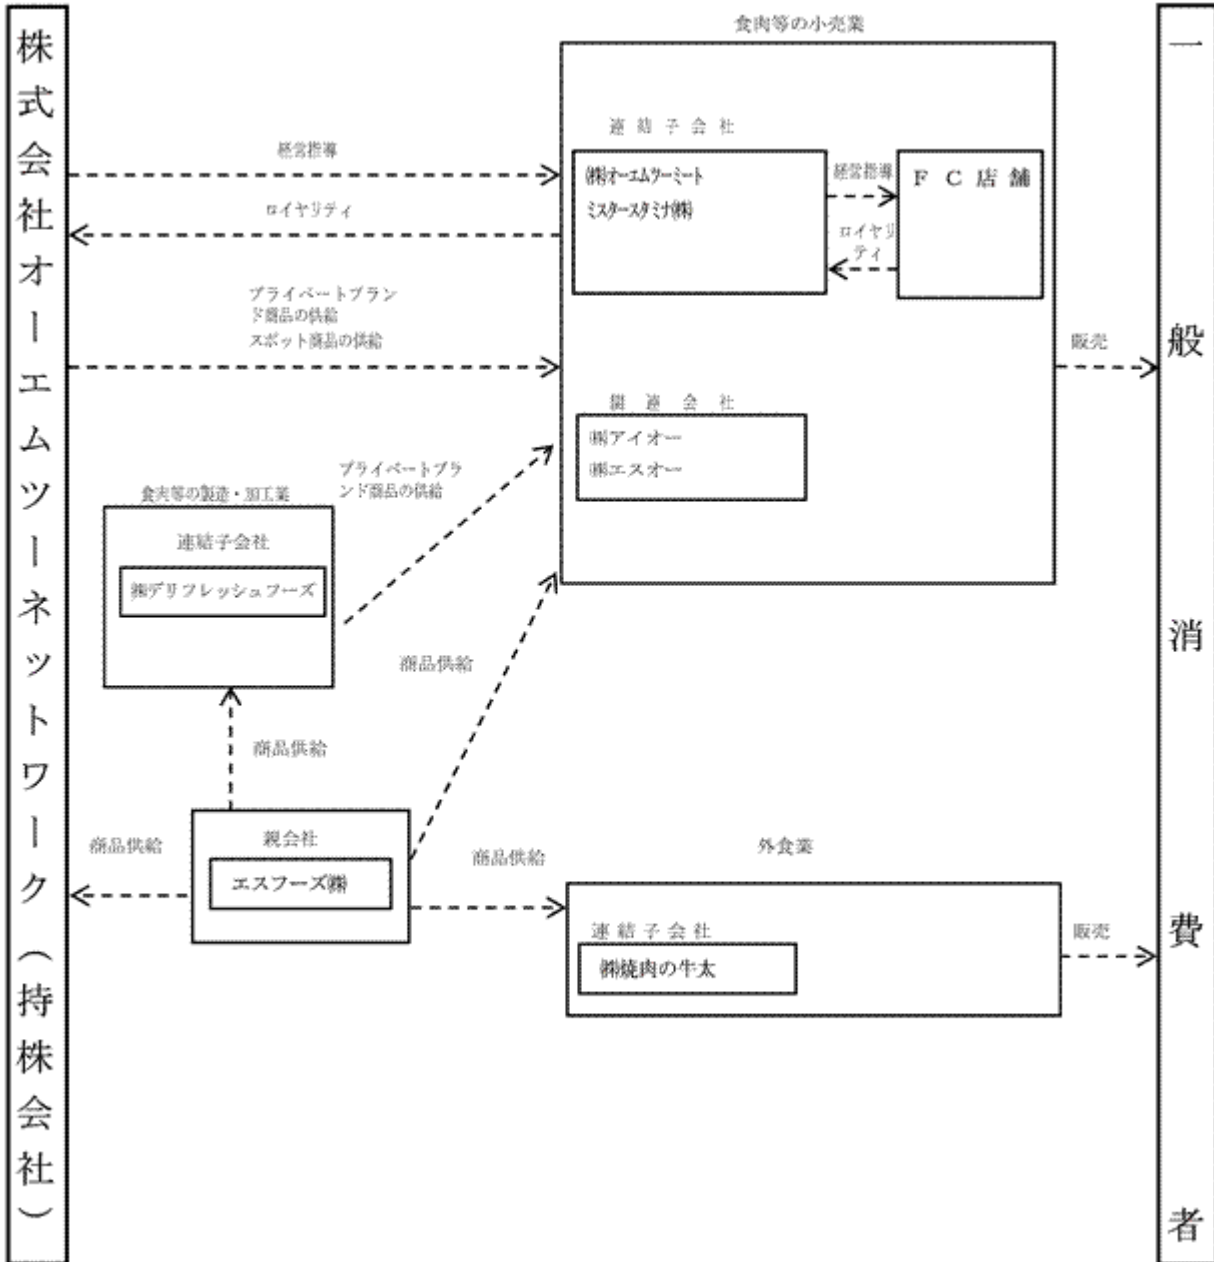 株式会社オーエムツーネットワーク（持株会社）
食肉等の小売業
連結子会社
㈱オーエムツーミート
ミスタースタミナ㈱
経営指導
ロイヤリ
ティ
FC店舗
経営指導
ロイヤリティ
プライベートブラン
ド商品の供給
スポット商品の供給
販売
関連会社
㈱アイオー
㈱エスオー
プライベートブラ
ンド商品の供給
食肉等の製造・加工業
連結子会社
㈱デリフレッシュフーズ
商品供給
商品供給
親会社
エスフーズ㈱
商品供給
商品供給
外食業
連結子会社
㈱焼肉の牛太
販売
一般消費者